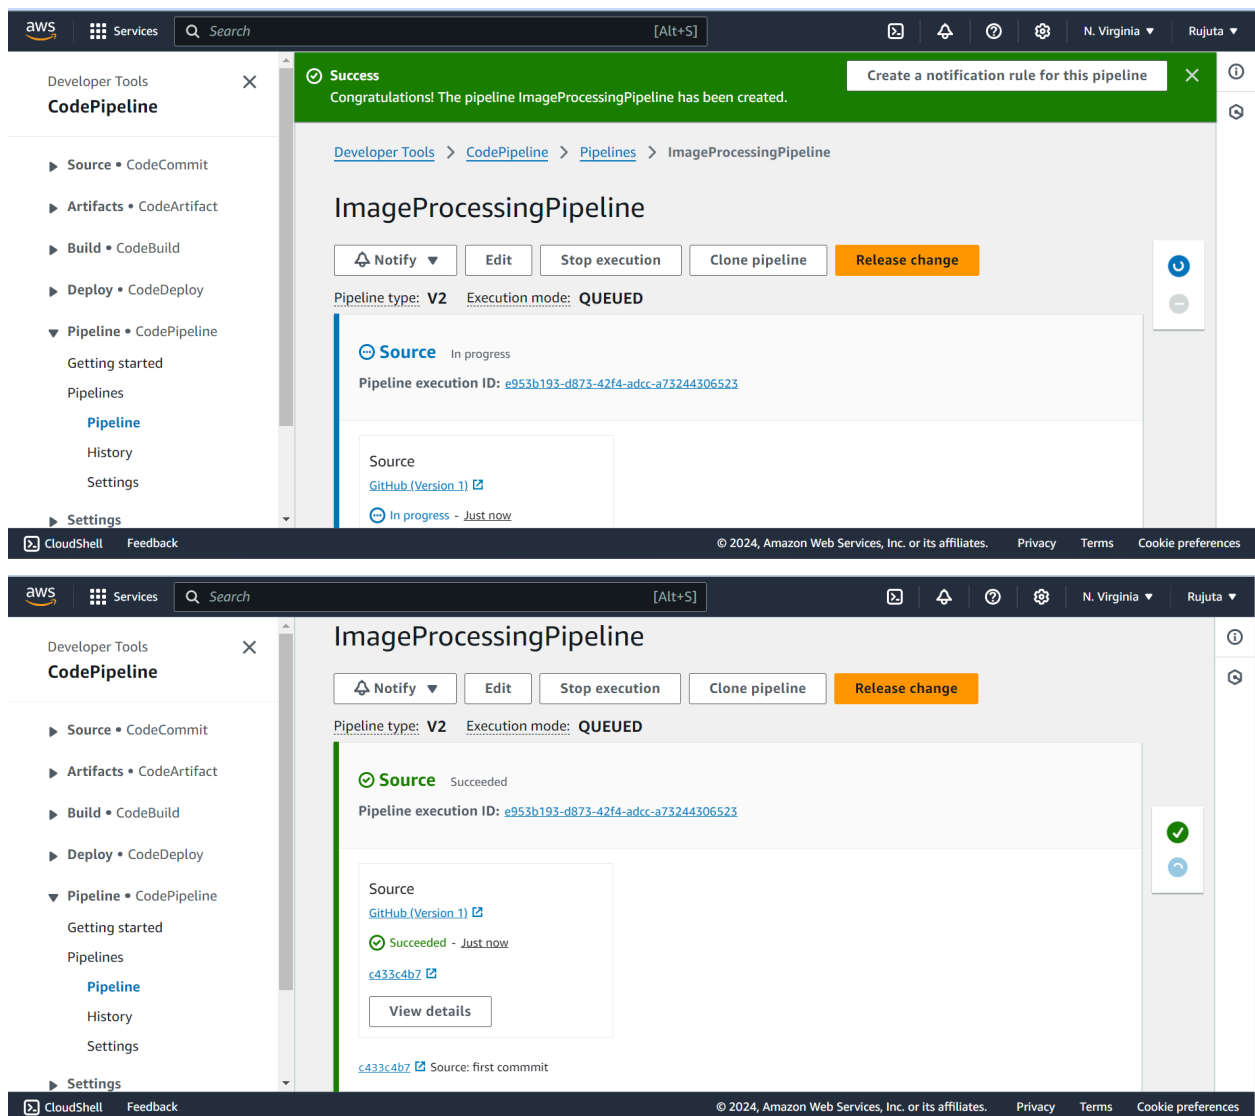 aws Services Search [Alt+S] N. Virginia ▼ Rujuta ▼
Developer Tools
CodePipeline
Source • CodeCommit
Artifacts • CodeArtifact
Build • CodeBuild
Deploy • CodeDeploy
Pipeline • CodePipeline
Getting started
Pipelines
Pipeline
History
Settings
Settings
Success
Congratulations! The pipeline ImageProcessingPipeline has been created.
Create a notification rule for this pipeline
Developer Tools > CodePipeline > Pipelines > ImageProcessingPipeline
ImageProcessingPipeline
Notify ▼ Edit Stop execution Clone pipeline Release change
Pipeline type: V2 Execution mode: QUEUED
Source In progress
Pipeline execution ID: e953b193-d873-42f4-adcc-a73244306523
Source
GitHub (Version 1)
In progress - Just now
CloudShell Feedback © 2024, Amazon Web Services, Inc. or its affiliates. Privacy Terms Cookie preferences
aws Services Search [Alt+S] N. Virginia ▼ Rujuta ▼
Developer Tools
CodePipeline
Source • CodeCommit
Artifacts • CodeArtifact
Build • CodeBuild
Deploy • CodeDeploy
Pipeline • CodePipeline
Getting started
Pipelines
Pipeline
History
Settings
Settings
ImageProcessingPipeline
Notify ▼ Edit Stop execution Clone pipeline Release change
Pipeline type: V2 Execution mode: QUEUED
Source Succeeded
Pipeline execution ID: e953b193-d873-42f4-adcc-a73244306523
Source
GitHub (Version 1)
Succeeded - Just now
c433c4b7
View details
c433c4b7 Source: first commmit
CloudShell Feedback © 2024, Amazon Web Services, Inc. or its affiliates. Privacy Terms Cookie preferences